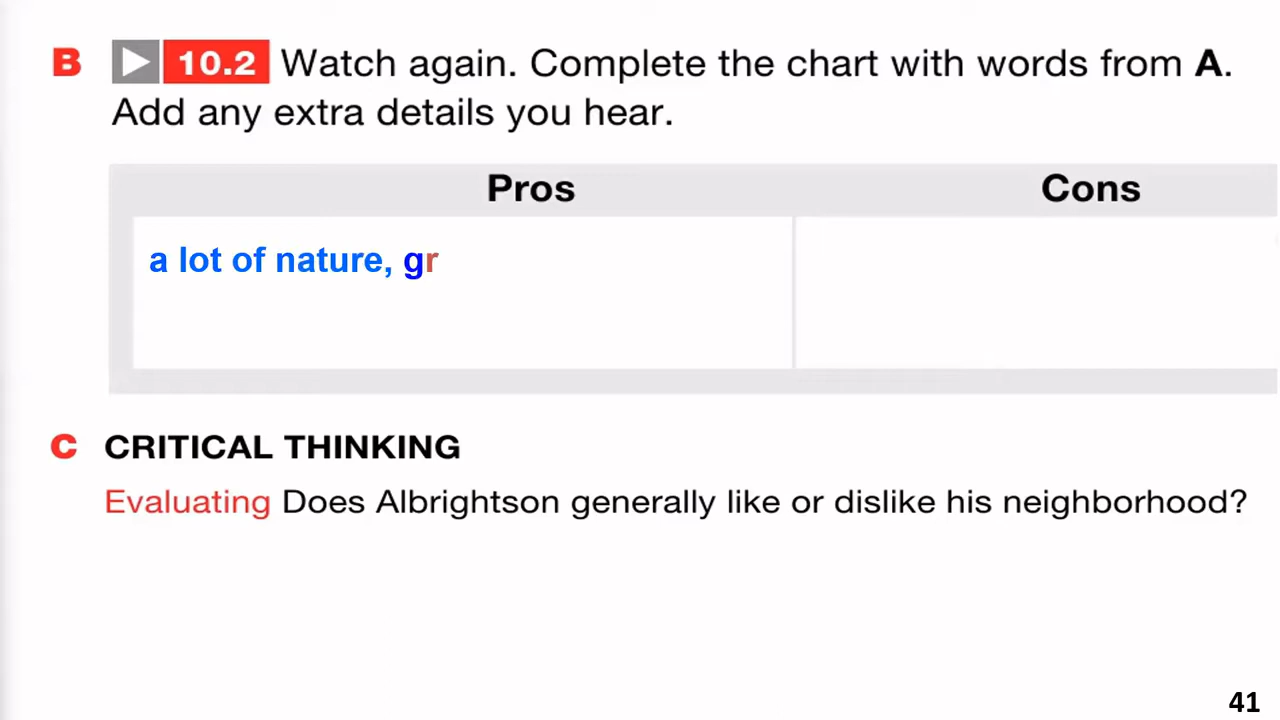 B 10.2 Watch again. Complete the chart with words from A.
Add any extra details you hear.
Pros Cons
a lot of nature, gr
C CRITICAL THINKING
Evaluating Does Albrightson generally like or dislike his neighborhood?
41